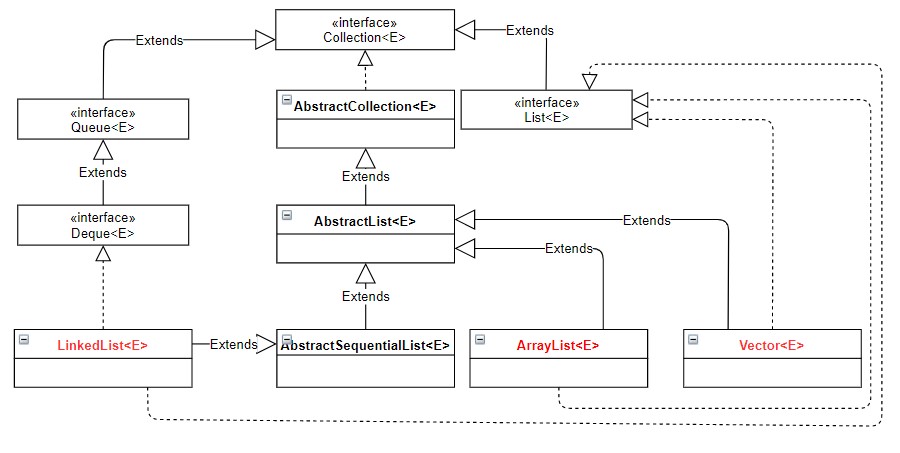 «interface»
Collection<E>
Extends
Extends
«interface»
Queue<E>
AbstractCollection<E>
«interface»
List<E>
Extends
Extends
«interface»
Deque<E>
AbstractList<E>
Extends
Extends
Extends
LinkedList<E>
Extends
AbstractSequentialList<E>
ArrayList<E>
Vector<E>